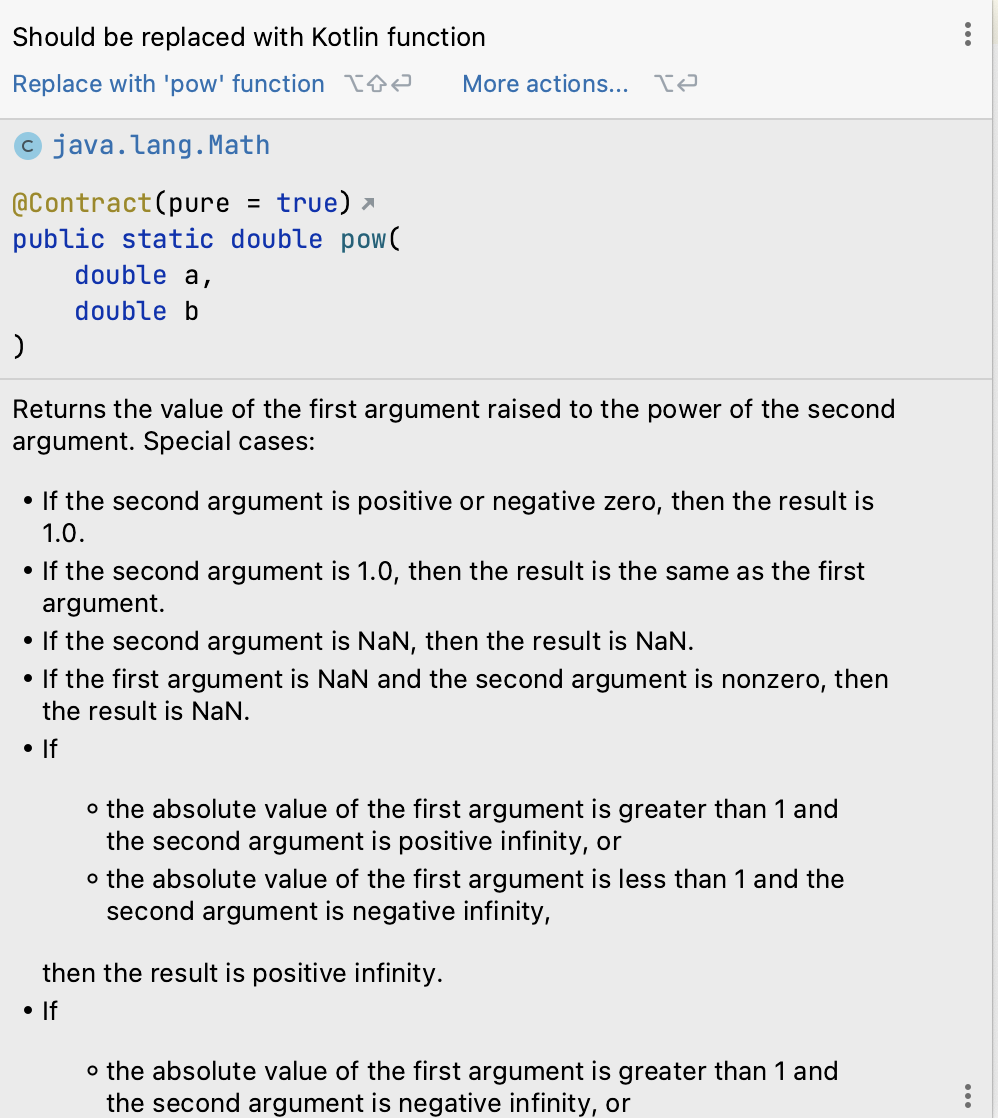 Should be replaced with Kotlin function
Replace with 'pow' function ⌥⇧⏎ More actions... ⌥⏎
C java.lang.Math
@Contract(pure = true)↗
public static double pow(
    double a,
    double b
)
Returns the value of the first argument raised to the power of the second
argument. Special cases:
• If the second argument is positive or negative zero, then the result is
1.0.
• If the second argument is 1.0, then the result is the same as the first
argument.
• If the second argument is NaN, then the result is NaN.
• If the first argument is NaN and the second argument is nonzero, then
the result is NaN.
• If
∘ the absolute value of the first argument is greater than 1 and
the second argument is positive infinity, or
∘ the absolute value of the first argument is less than 1 and the
second argument is negative infinity,
then the result is positive infinity.
• If
∘ the absolute value of the first argument is greater than 1 and
the second argument is negative infinity, or